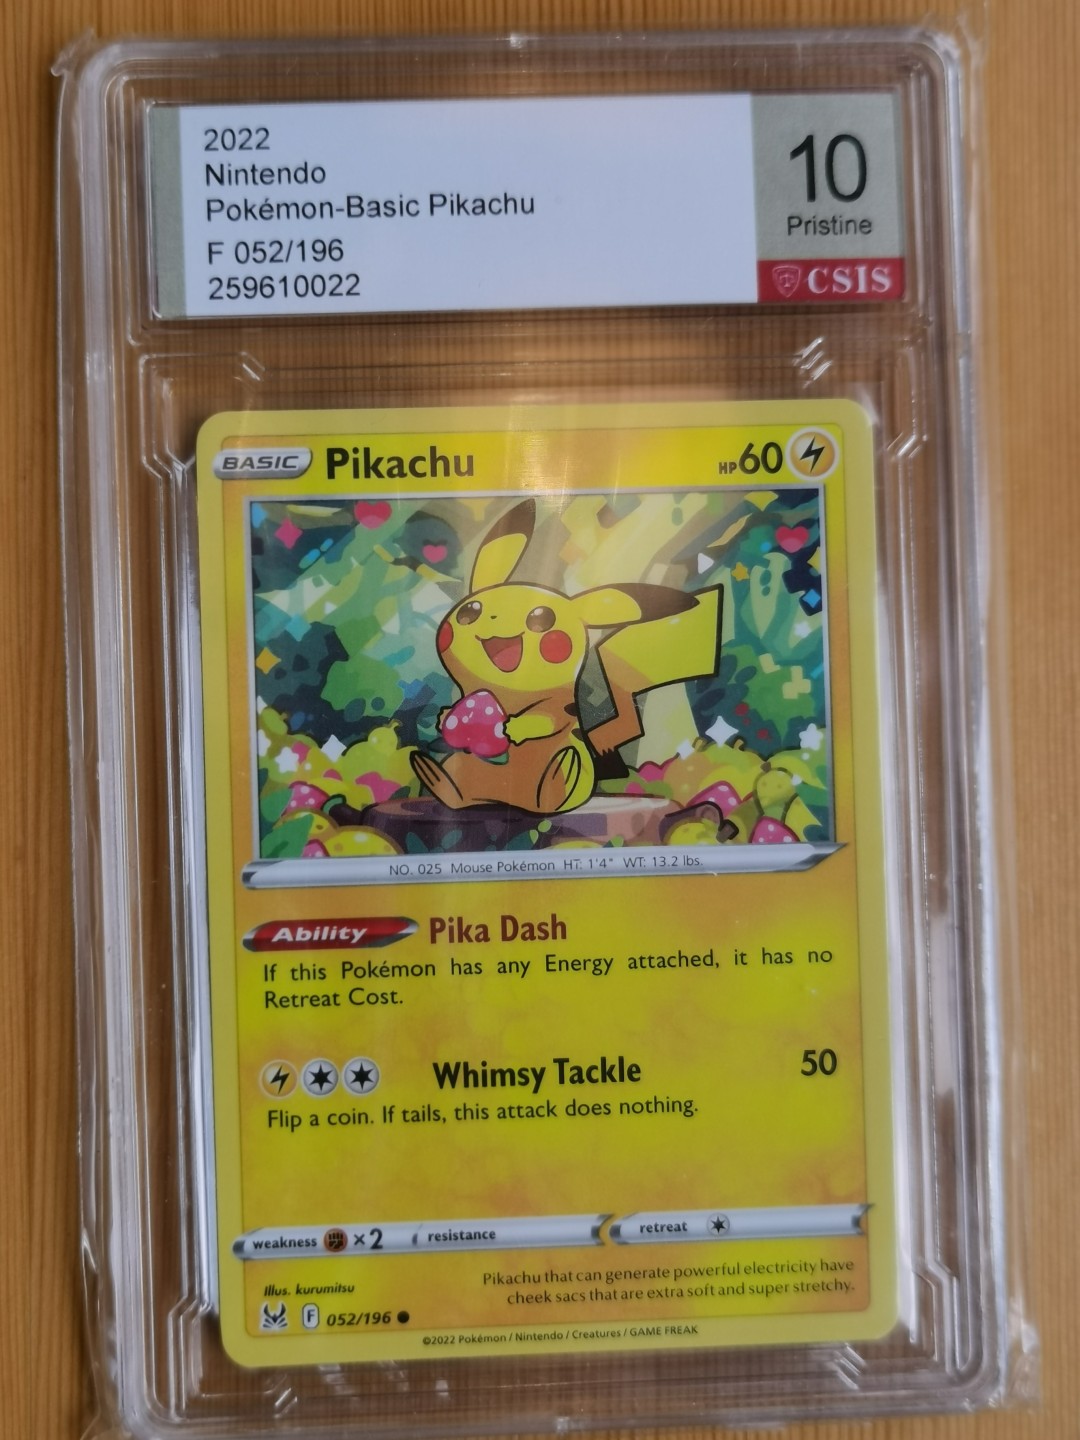 2022
Nintendo
Pokémon-Basic Pikachu
F 052/196
259610022
10
Pristine
CSIS
BASIC Pikachu HP60
NO. 025 Mouse Pokémon HT: 1'4" WT: 13.2 lbs.
Ability Pika Dash
If this Pokémon has any Energy attached, it has no
Retreat Cost.
Whimsy Tackle 50
Flip a coin. If tails, this attack does nothing.
weakness ×2 resistance retreat
Pikachu that can generate powerful electricity have
cheek sacs that are extra soft and super stretchy.
Illus. kurumitsu
F 052/196
©2022 Pokémon / Nintendo / Creatures / GAME FREAK